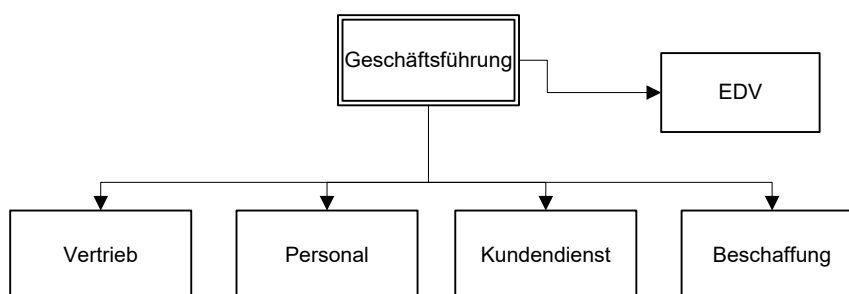 Geschäftsführung
EDV
Vertrieb
Personal
Kundendienst
Beschaffung